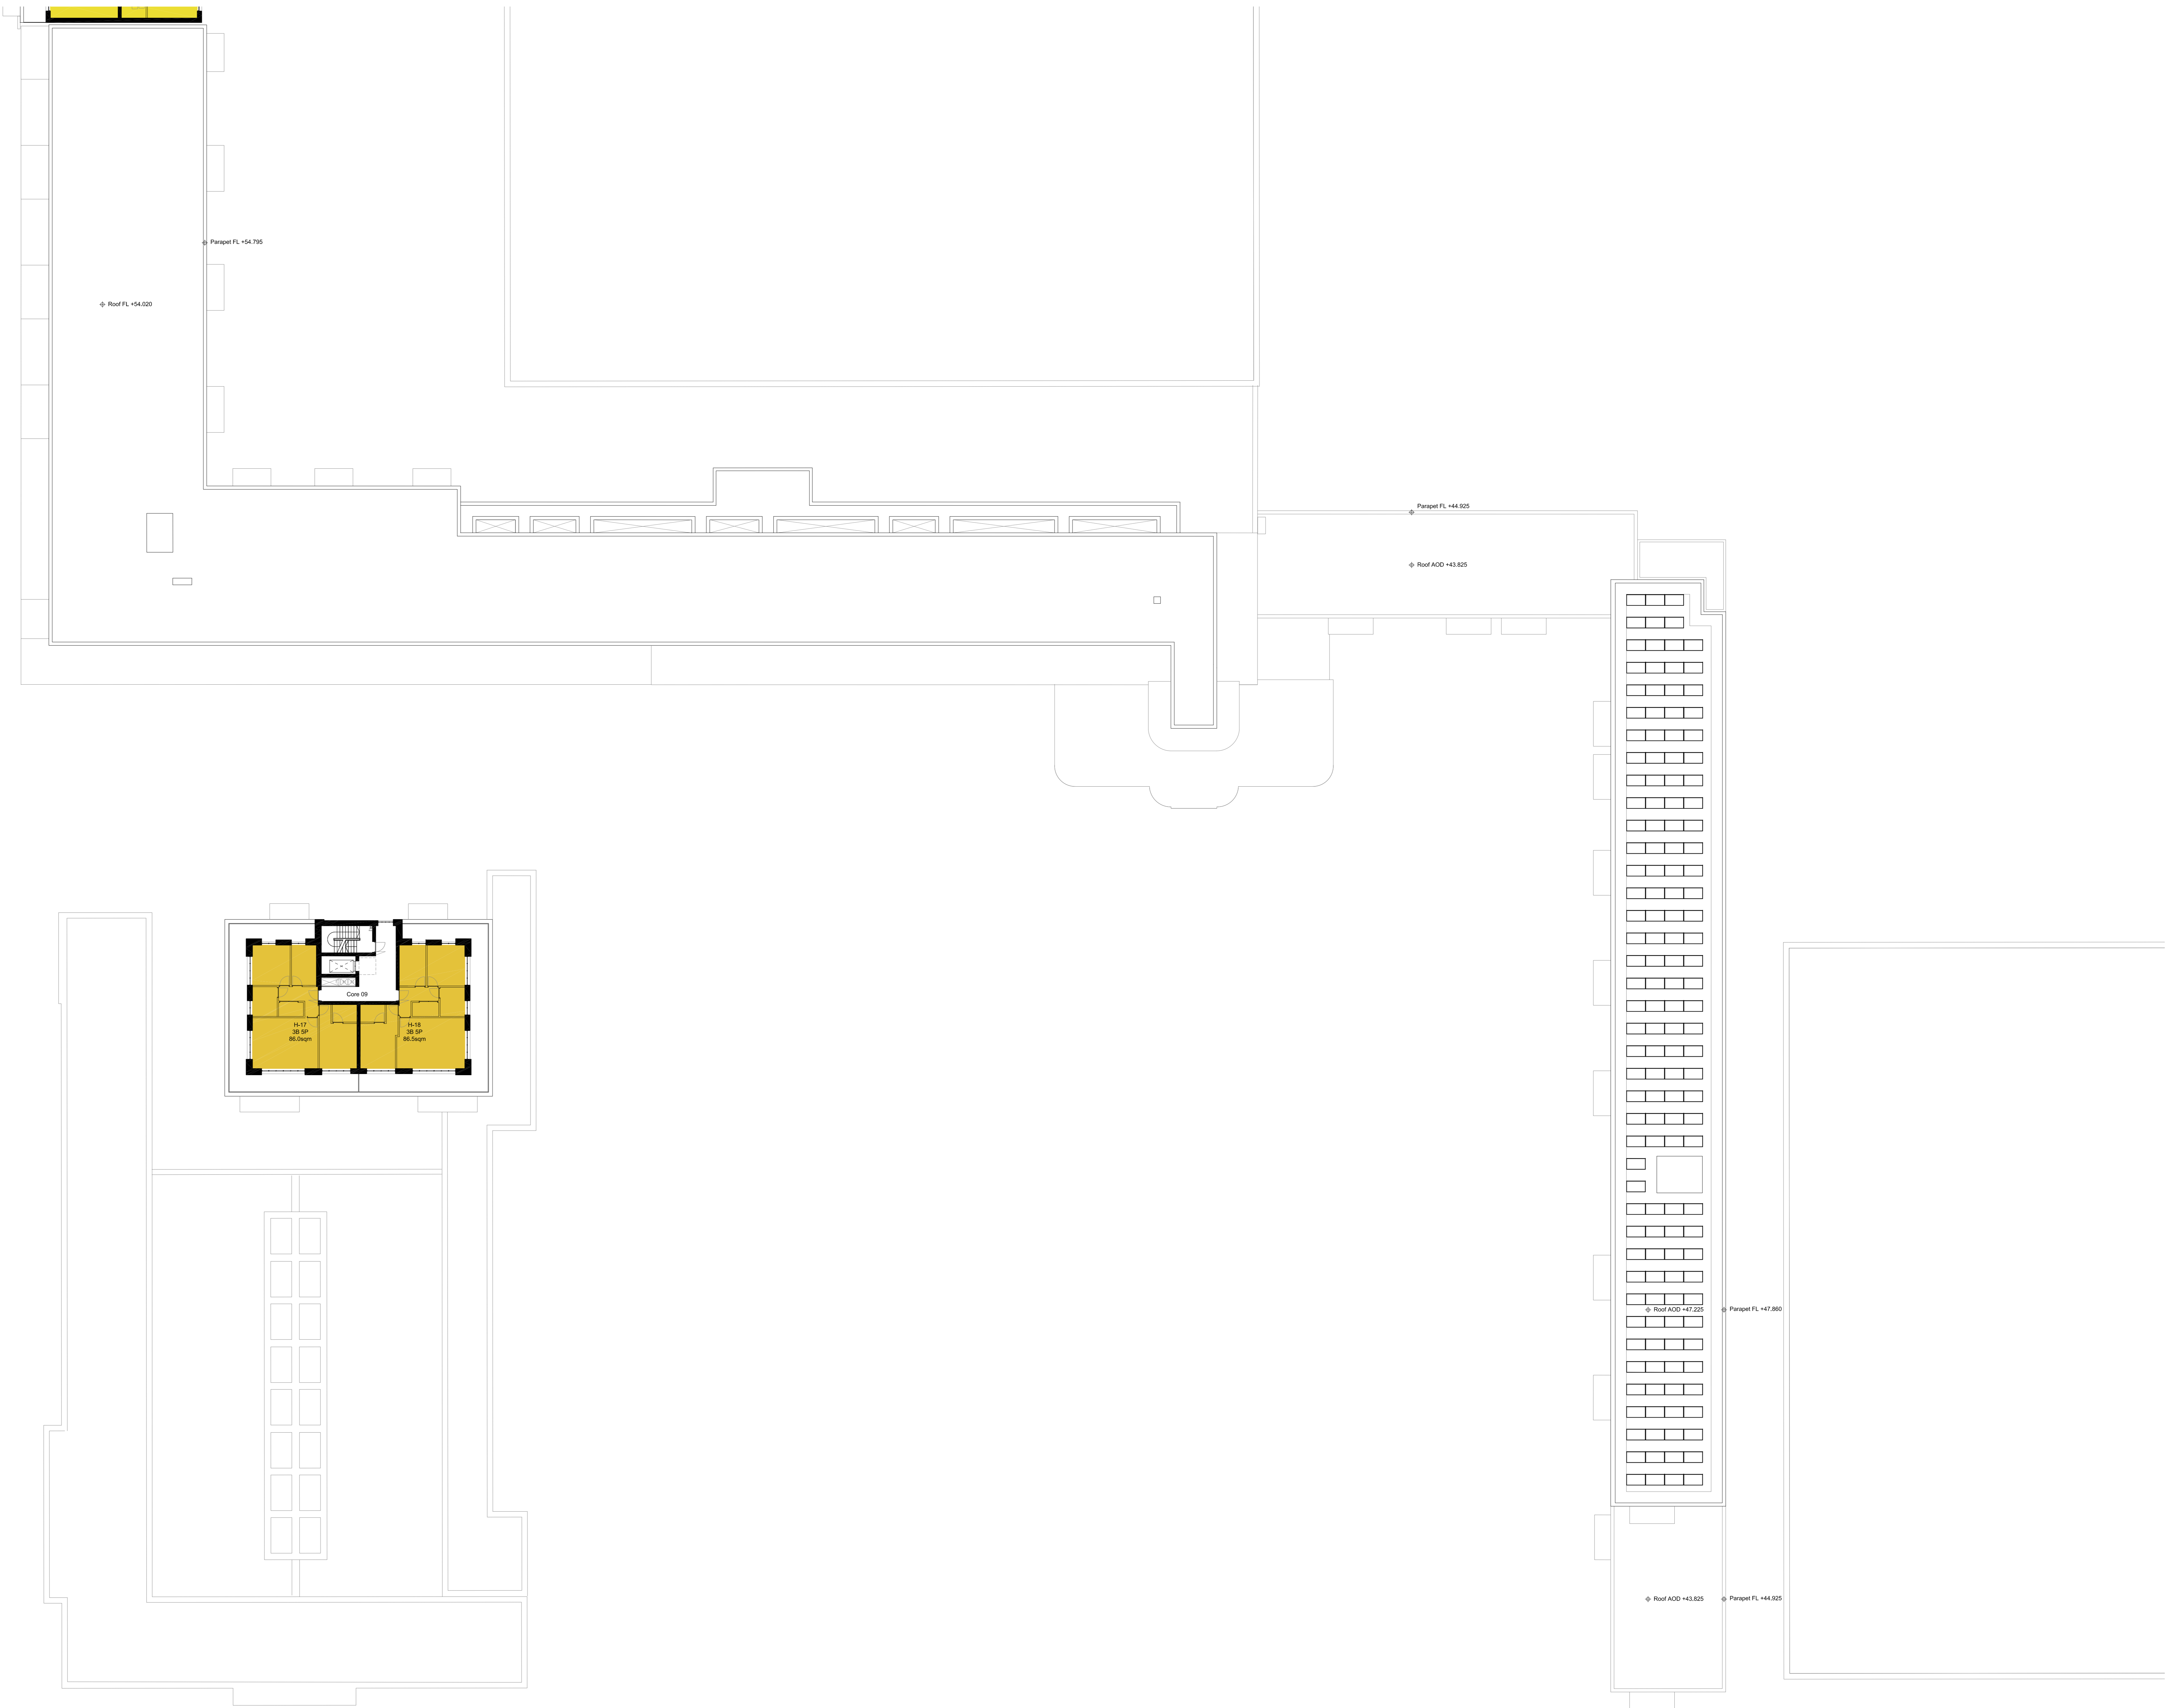 Parapet FL +54.795
Roof FL +54.020
Parapet FL +44.925
Roof AOD +43.825
Core 09
H-17
3B 5P
86.0sqm
H-18
3B 5P
86.5sqm
Roof AOD +47.225
Parapet FL +47.860
Roof AOD +43.825
Parapet FL +44.925